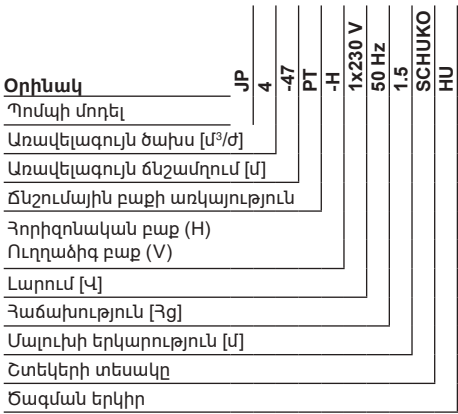 Օրինակ JP 4 -47 PT -H 1x230 V 50 Hz 1.5 SCHUKO HU
Պոմպի մոդել
Առավելագույն ծախս [մ³/ժ]
Առավելագույն ճնշամղում [մ]
Ճնշումային բաքի առկայություն
Հորիզոնական բաք (H)
Ուղղաձիգ բաք (V)
Լարում [Վ]
Հաճախություն [Հց]
Մալուխի երկարություն [մ]
Շտեկերի տեսակը
Ծագման երկիր